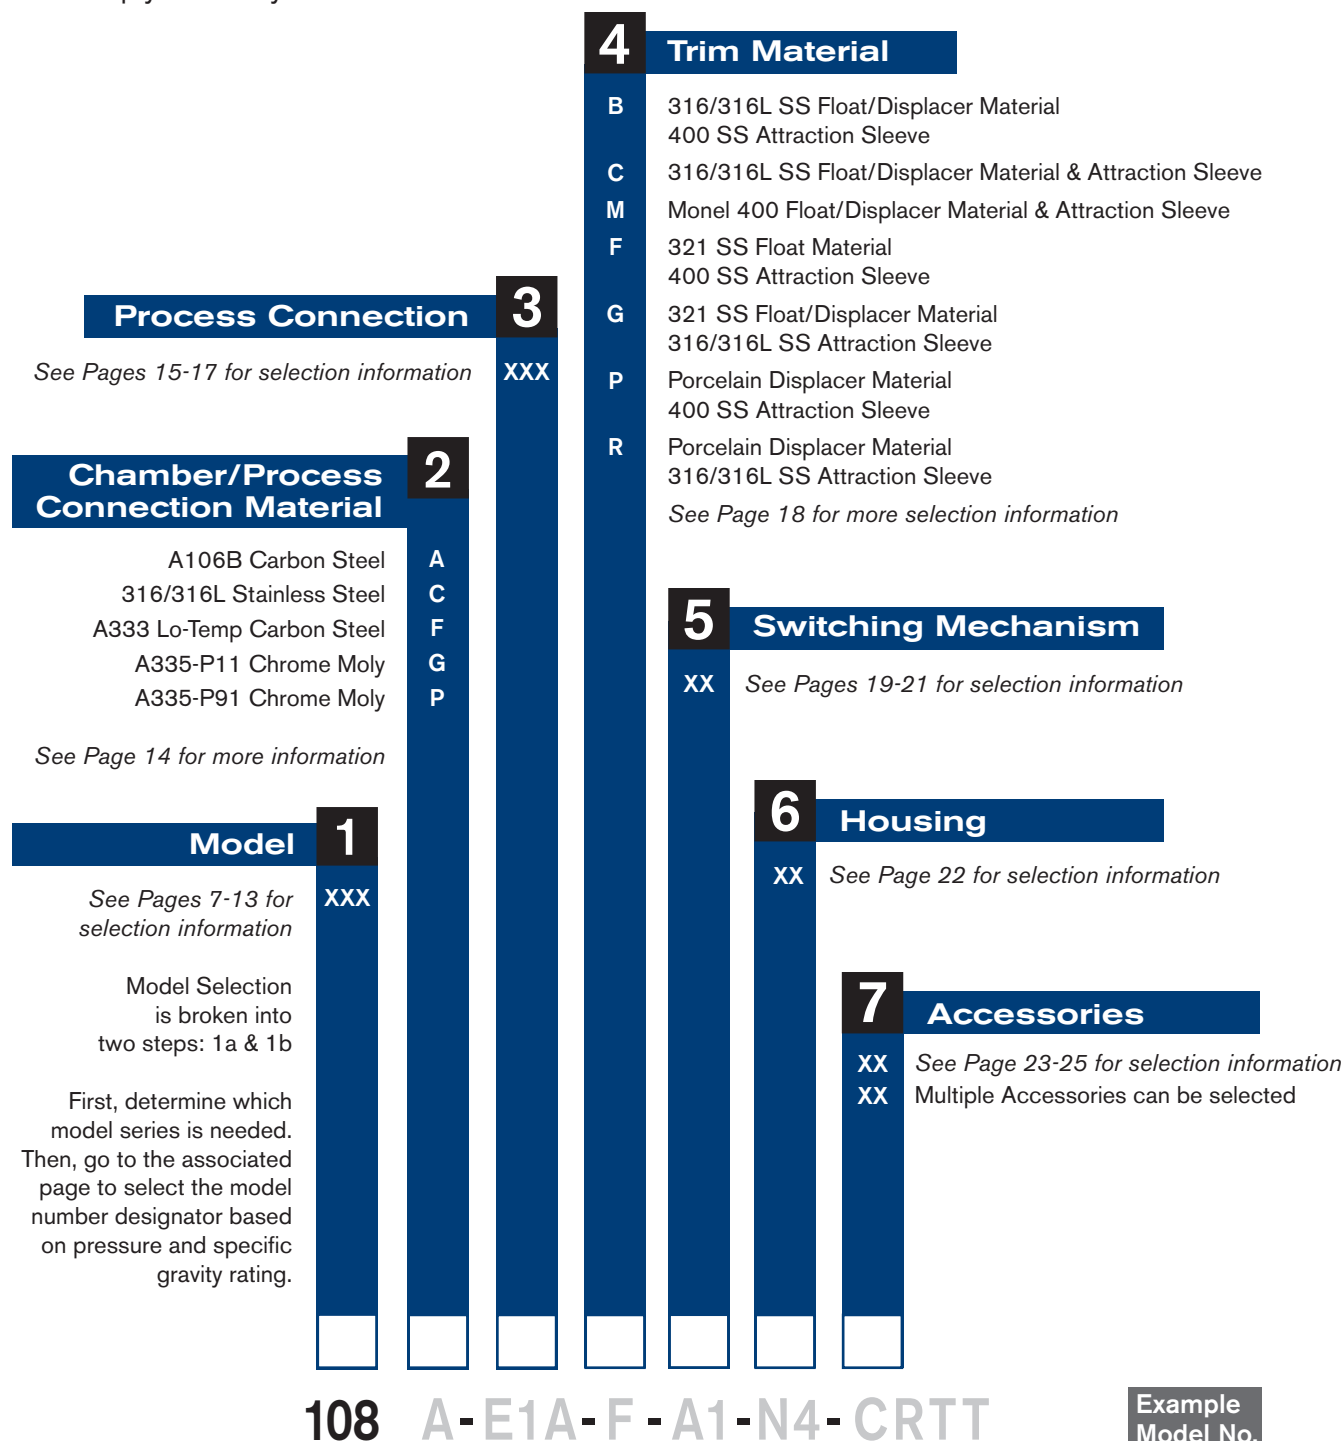 4
Trim Material
B 316/316L SS Float/Displacer Material
400 SS Attraction Sleeve
C 316/316L SS Float/Displacer Material & Attraction Sleeve
M Monel 400 Float/Displacer Material & Attraction Sleeve
F 321 SS Float Material
400 SS Attraction Sleeve
G 321 SS Float/Displacer Material
316/316L SS Attraction Sleeve
P Porcelain Displacer Material
400 SS Attraction Sleeve
R Porcelain Displacer Material
316/316L SS Attraction Sleeve
See Page 18 for more selection information
Process Connection 3
See Pages 15-17 for selection information XXX
Chamber/Process
Connection Material
2
A106B Carbon Steel A
316/316L Stainless Steel C
A333 Lo-Temp Carbon Steel F
A335-P11 Chrome Moly G
A335-P91 Chrome Moly P
See Page 14 for more information
5 Switching Mechanism
XX See Pages 19-21 for selection information
Model 1
See Pages 7-13 for XXX
selection information
Model Selection
is broken into
two steps: 1a & 1b
First, determine which
model series is needed.
Then, go to the associated
page to select the model
number designator based
on pressure and specific
gravity rating.
6 Housing
XX See Page 22 for selection information
7 Accessories
XX See Page 23-25 for selection information
XX Multiple Accessories can be selected
108 A-E1A-F-A1-N4-CRTT
Example
Model No.